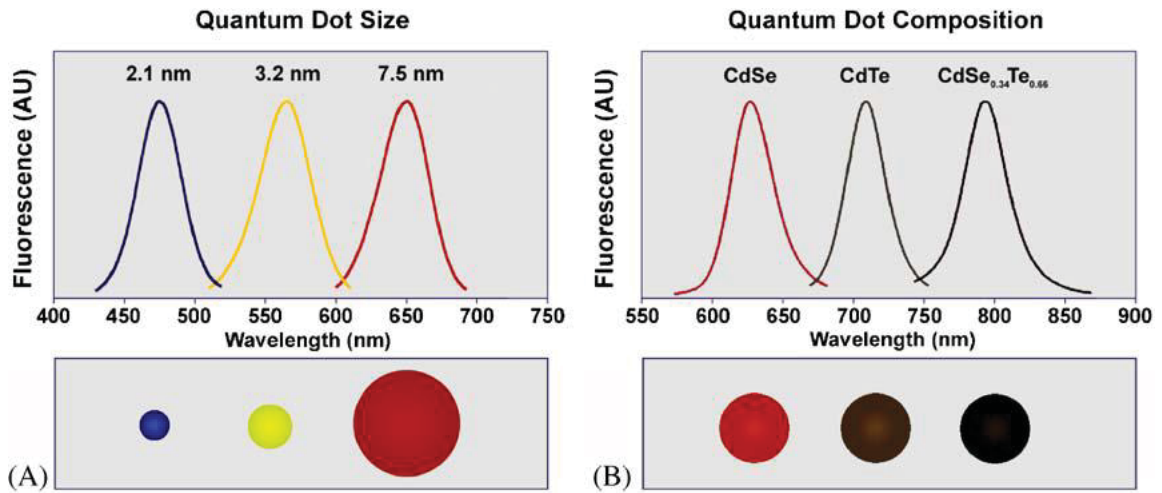 Quantum Dot Size
2.1 nm 3.2 nm 7.5 nm
Fluorescence (AU)
400 450 500 550 600 650 700 750
Wavelength (nm)
(A)
Quantum Dot Composition
CdSe CdTe CdSe₀.₃₄Te₀.₆₆
Fluorescence (AU)
550 600 650 700 750 800 850 900
Wavelength (nm)
(B)